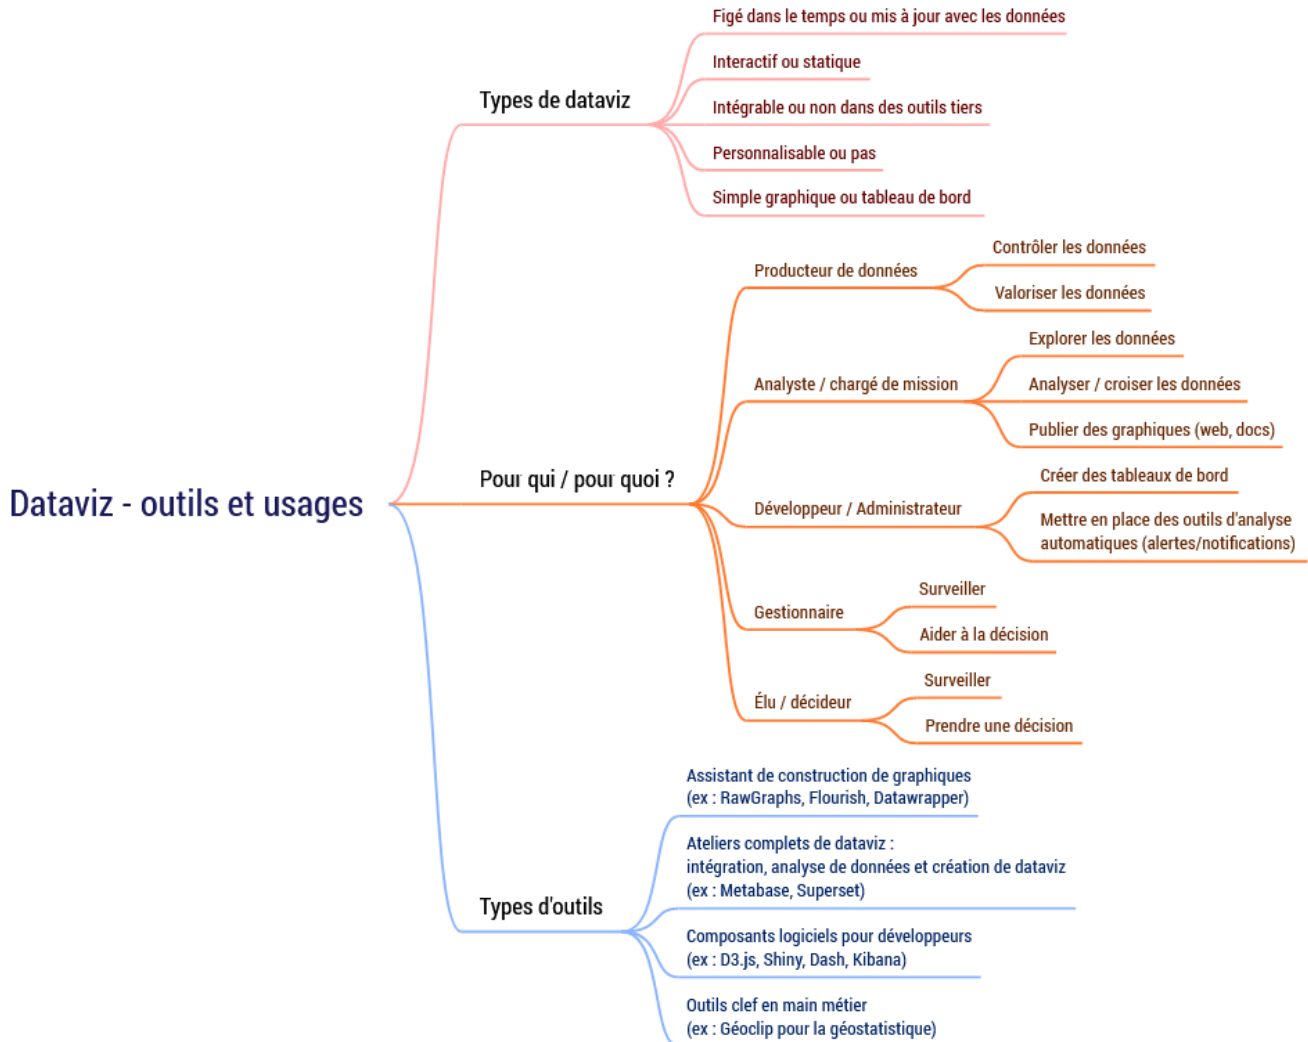 Dataviz - outils et usages
Types de dataviz
Figé dans le temps ou mis à jour avec les données
Interactif ou statique
Intégrable ou non dans des outils tiers
Personnalisable ou pas
Simple graphique ou tableau de bord
Pour qui / pour quoi ?
Producteur de données
Contrôler les données
Valoriser les données
Analyste / chargé de mission
Explorer les données
Analyser / croiser les données
Publier des graphiques (web, docs)
Développeur / Administrateur
Créer des tableaux de bord
Mettre en place des outils d'analyse
automatiques (alertes/notifications)
Gestionnaire
Surveiller
Aider à la décision
Élu / décideur
Surveiller
Prendre une décision
Types d'outils
Assistant de construction de graphiques
(ex : RawGraphs, Flourish, Datawrapper)
Ateliers complets de dataviz :
intégration, analyse de données et création de dataviz
(ex : Metabase, Superset)
Composants logiciels pour développeurs
(ex : D3.js, Shiny, Dash, Kibana)
Outils clef en main métier
(ex : Géoclip pour la géostatistique)